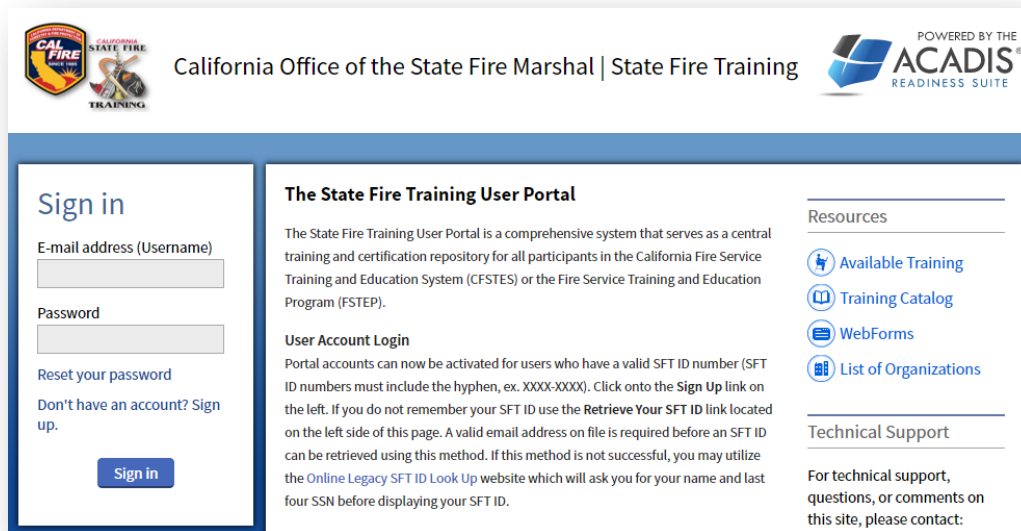 CAL
FIRE
SINCE 1885
CALIFORNIA
STATE FIRE
TRAINING
California Office of the State Fire Marshal | State Fire Training
POWERED BY THE
ACADIS®
READINESS SUITE
Sign in
E-mail address (Username)
Password
Reset your password
Don't have an account? Sign
up.
Sign in
The State Fire Training User Portal
The State Fire Training User Portal is a comprehensive system that serves as a central
training and certification repository for all participants in the California Fire Service
Training and Education System (CFSTES) or the Fire Service Training and Education
Program (FSTEP).
User Account Login
Portal accounts can now be activated for users who have a valid SFT ID number (SFT
ID numbers must include the hyphen, ex. XXXX-XXXX). Click onto the Sign Up link on
the left. If you do not remember your SFT ID use the Retrieve Your SFT ID link located
on the left side of this page. A valid email address on file is required before an SFT ID
can be retrieved using this method. If this method is not successful, you may utilize
the Online Legacy SFT ID Look Up website which will ask you for your name and last
four SSN before displaying your SFT ID.
Resources
Available Training
Training Catalog
WebForms
List of Organizations
Technical Support
For technical support,
questions, or comments on
this site, please contact: